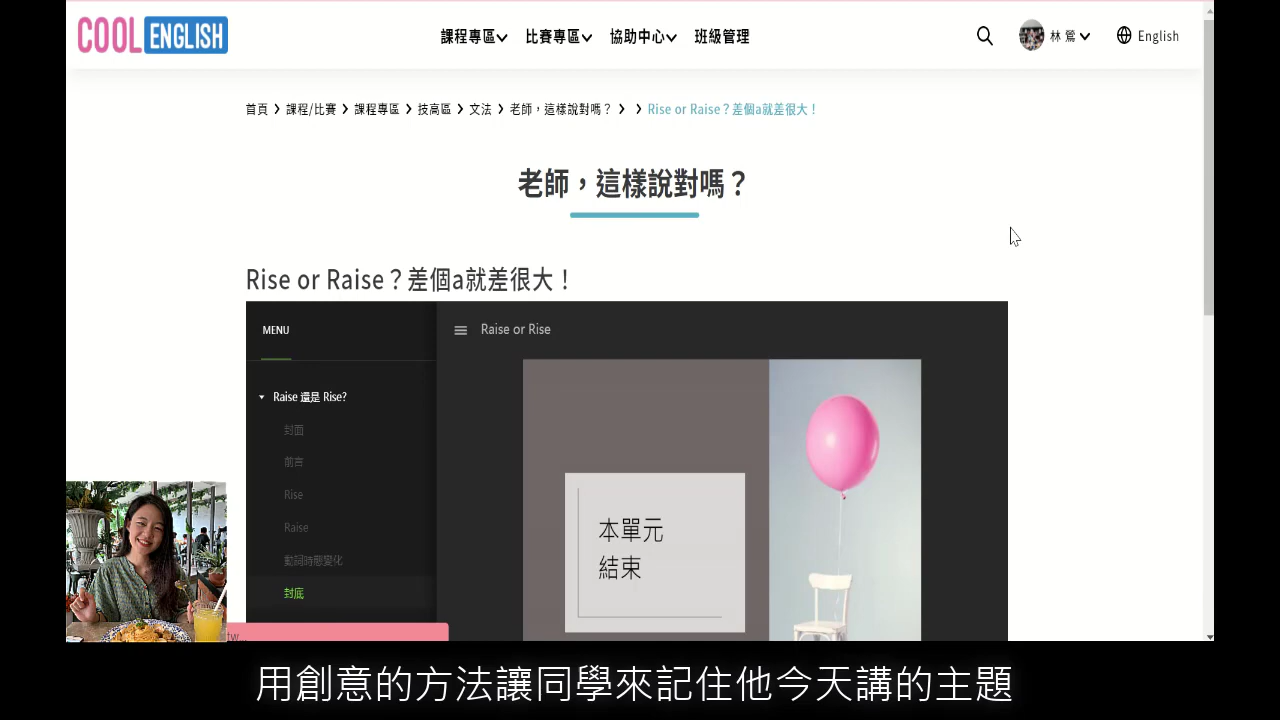 COOL ENGLISH
課程專區 比賽專區 協助中心 班級管理
林 鶯
English
首頁 > 課程/比賽 > 課程專區 > 技高區 > 文法 > 老師，這樣說對嗎？ > > Rise or Raise？差個a就差很大！
老師，這樣說對嗎？
Rise or Raise？差個a就差很大！
MENU
Raise or Rise
Raise 還是 Rise?
封面
前言
Rise
Raise
動詞時態變化
封底
本單元
結束
用創意的方法讓同學來記住他今天講的主題